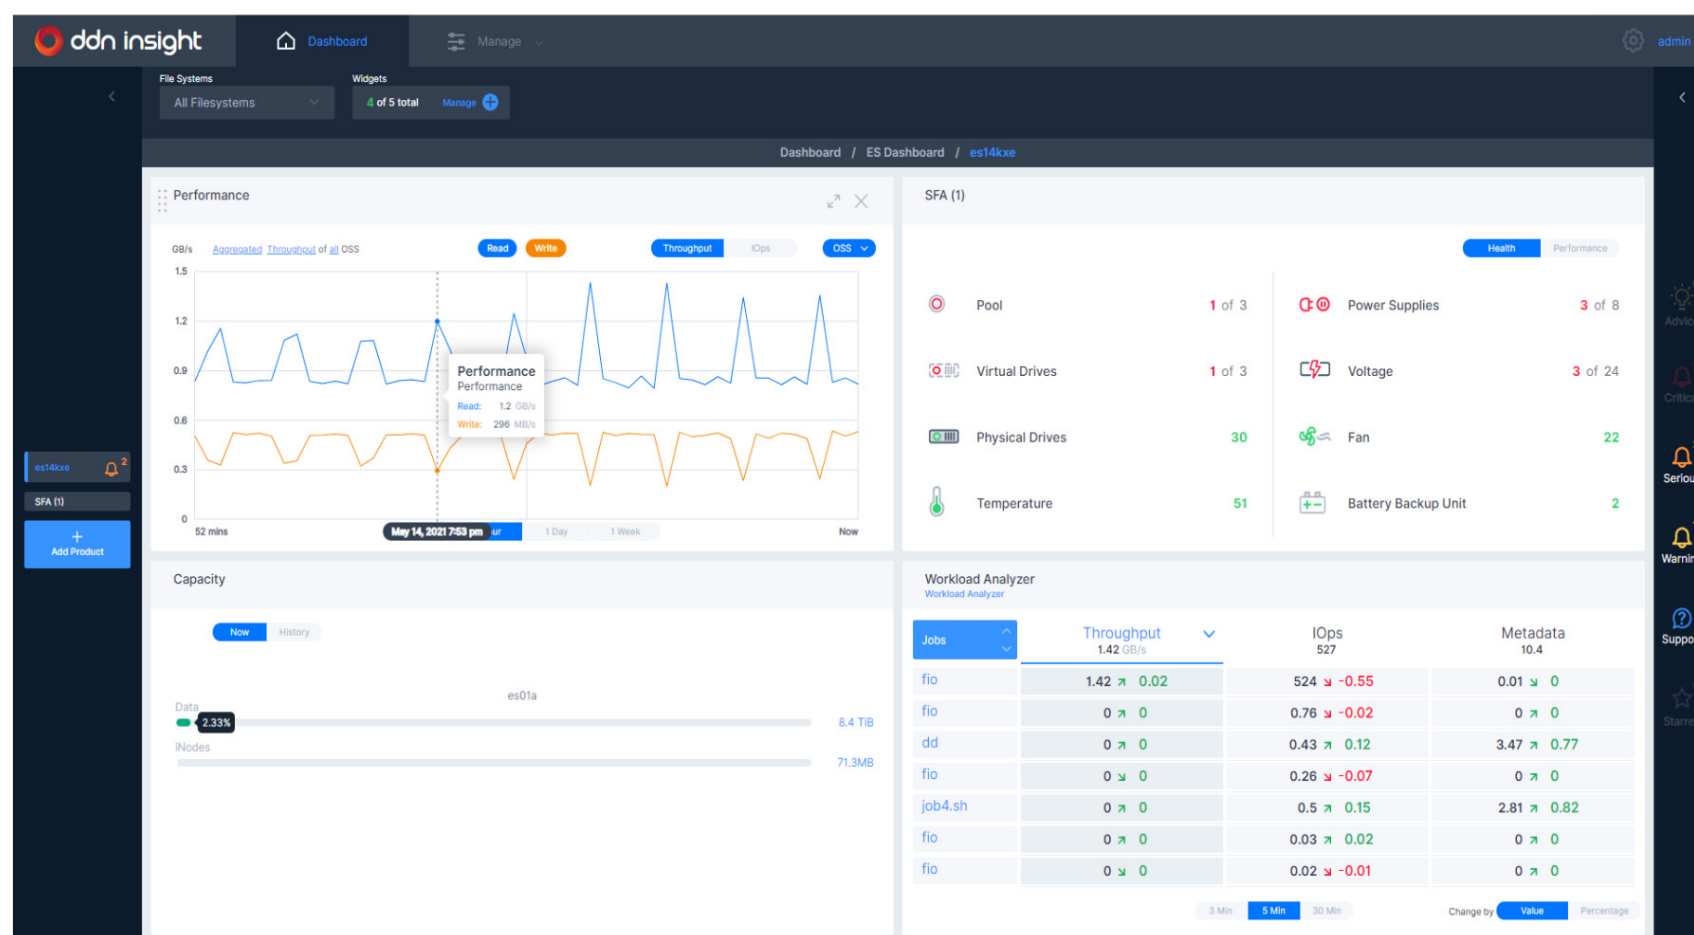 ddn insight
Dashboard
Manage
admin
File Systems
Widgets
All Filesystems
4 of 5 total
Manage
Dashboard / ES Dashboard / es14kxe
Performance
GB/s
Aggregated Throughput of all OSS
Read
Write
Throughput
IOps
OSS
1.5
1.2
0.9
0.6
0.3
0
Performance
Performance
Read: 1.2 GB/s
Write: 296 MB/s
52 mins
May 14, 2021 7:53 pm
ur
1 Day
1 Week
Now
SFA (1)
Health
Performance
Pool
1 of 3
Power Supplies
3 of 8
Virtual Drives
1 of 3
Voltage
3 of 24
Physical Drives
30
Fan
22
Temperature
51
Battery Backup Unit
2
es14kxe
2
SFA (1)
+
Add Product
Capacity
Now
History
es01a
Data
2.33%
8.4 TiB
iNodes
71.3MB
Workload Analyzer
Workload Analyzer
Jobs
Throughput
1.42 GB/s
IOps
527
Metadata
10.4
fio 1.42 0.02 524 -0.55 0.01 0
fio 0 0 0.76 -0.02 0 0
dd 0 0 0.43 0.12 3.47 0.77
fio 0 0 0.26 -0.07 0 0
job4.sh 0 0 0.5 0.15 2.81 0.82
fio 0 0 0.03 0.02 0 0
fio 0 0 0.02 -0.01 0 0
3 Min
5 Min
30 Min
Change by
Value
Percentage
Advic
Critica
Seriou
Warnin
Suppo
Starre